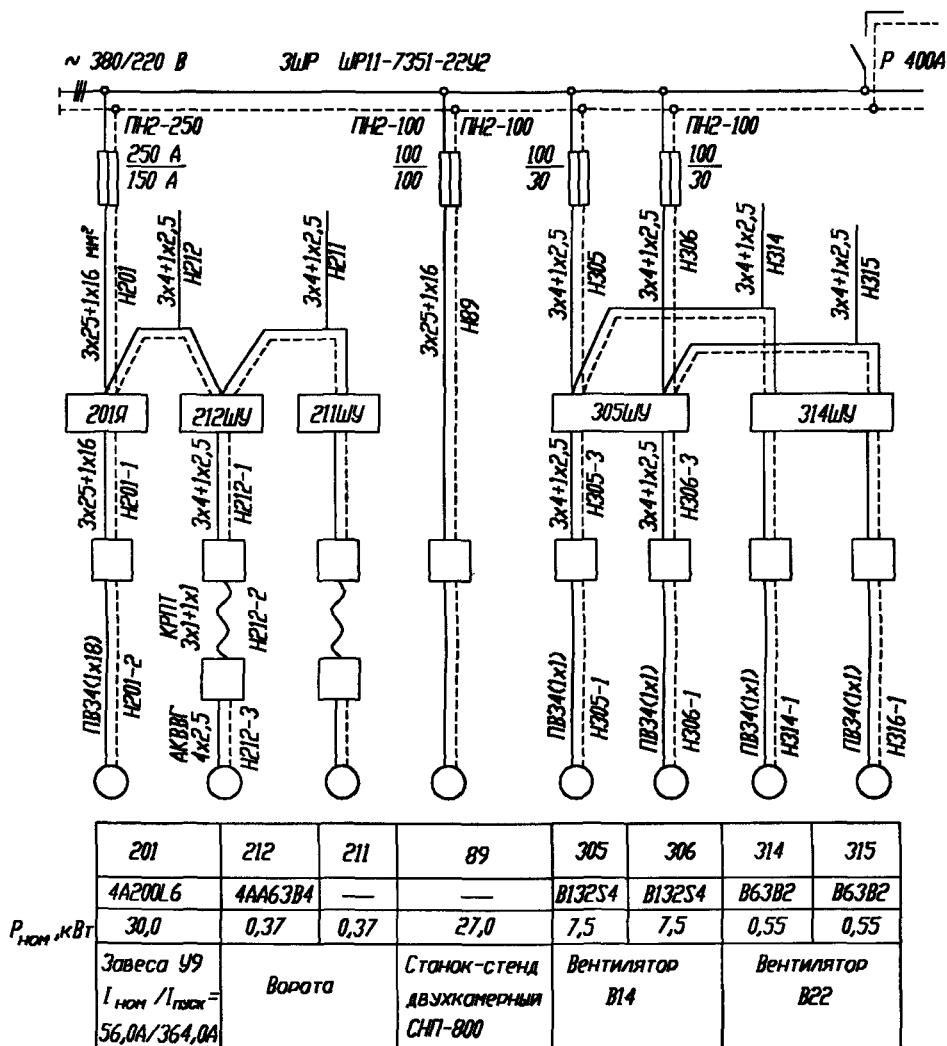 ~ 380/220 В
3ШР ШР11-7351-22У2
Р 400А
ПН2-250
ПН2-100
ПН2-100
ПН2-100
250 А
150 А
100
100
100
30
100
30
3х25+1х16 мм²
Н201
3х4+1х2,5
Н212
3х4+1х2,5
Н211
3х25+1х16
Н89
3х4+1х2,5
Н305
3х4+1х2,5
Н306
3х4+1х2,5
Н314
3х4+1х2,5
Н315
201Я
212ШУ
211ШУ
305ШУ
314ШУ
3х25+1х16
Н201-1
3х4+1х2,5
Н212-1
3х4+1х2,5
Н305-3
3х4+1х2,5
Н306-3
КРПТ
3х1+1х1
Н212-2
ПВ34(1х18)
Н201-2
АКВВГ
4х2,5
Н212-3
ПВ34(1х1)
Н305-1
ПВ34(1х1)
Н306-1
ПВ34(1х1)
Н314-1
ПВ34(1х1)
Н316-1
201 212 211 89 305 306 314 315
4А200L6 4АА63В4 — — В132S4 В132S4 В63В2 В63В2
Рном, кВт 30,0 0,37 0,37 27,0 7,5 7,5 0,55 0,55
Завеса У9
Iном/Iпуск=
56,0А/364,0А
Ворота
Станок-стенд
двухкамерный
СНП-800
Вентилятор
В14
Вентилятор
В22